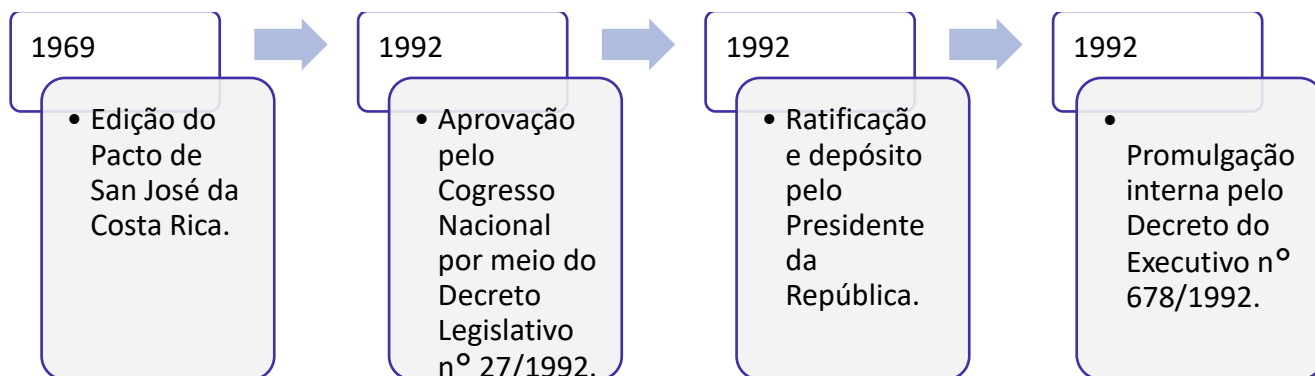 1969
• Edição do
Pacto de
San José da
Costa Rica.
1992
• Aprovação
pelo
Cogresso
Nacional
por meio do
Decreto
Legislativo
nº 27/1992.
1992
• Ratificação
e depósito
pelo
Presidente
da
República.
1992
•
Promulgação
interna pelo
Decreto do
Executivo nº
678/1992.